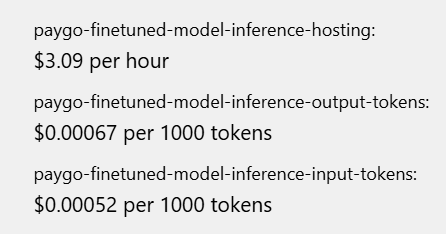 paygo-finetuned-model-inference-hosting:
$3.09 per hour
paygo-finetuned-model-inference-output-tokens:
$0.00067 per 1000 tokens
paygo-finetuned-model-inference-input-tokens:
$0.00052 per 1000 tokens